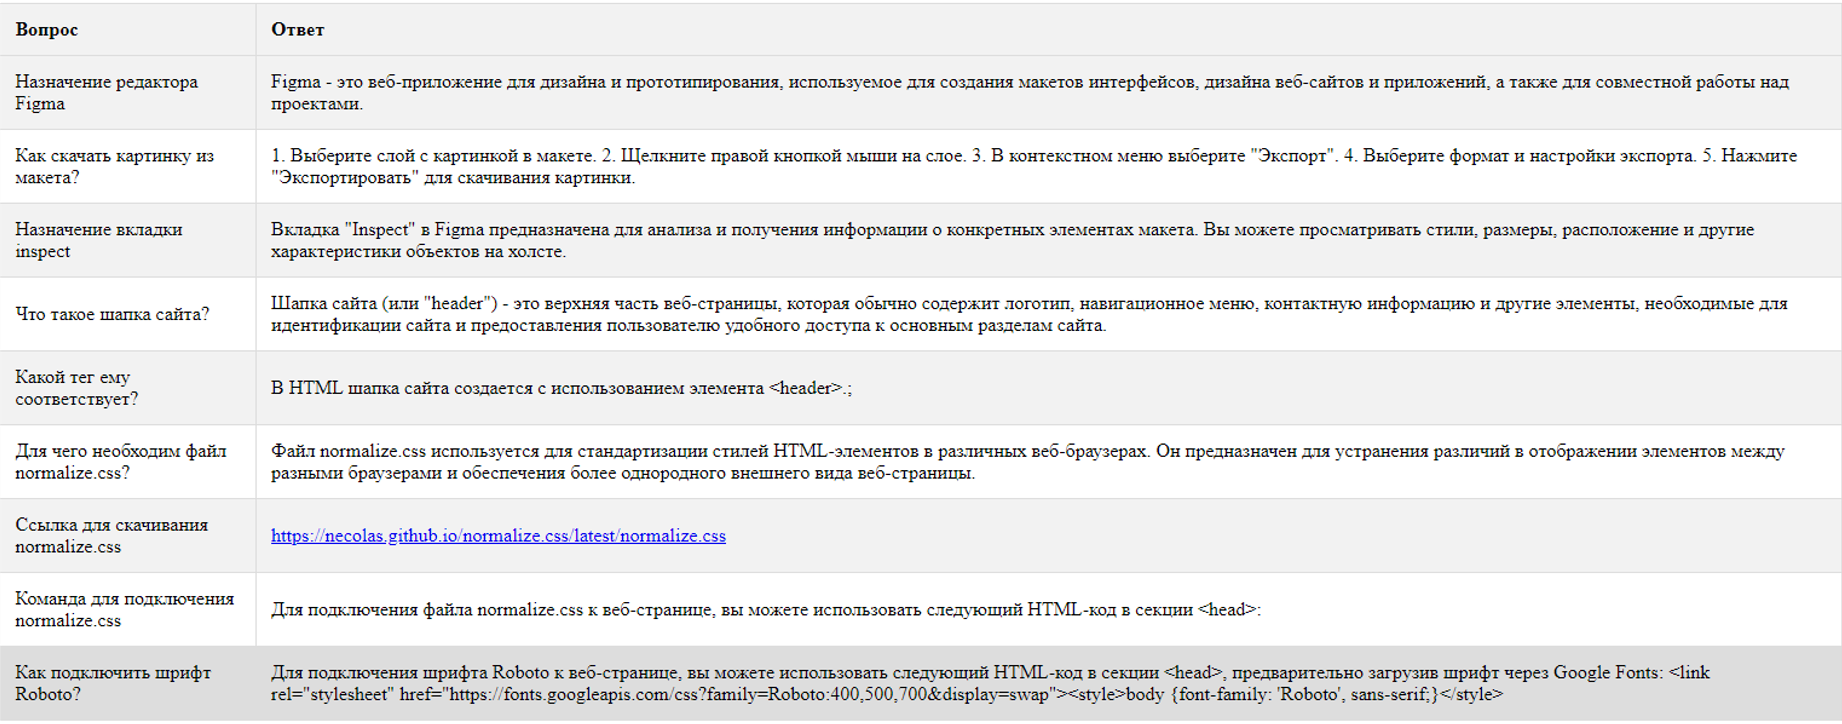 Вопрос
Ответ
Назначение редактора
Figma
Figma - это веб-приложение для дизайна и прототипирования, используемое для создания макетов интерфейсов, дизайна веб-сайтов и приложений, а также для совместной работы над
проектами.
Как скачать картинку из
макета?
1. Выберите слой с картинкой в макете. 2. Щелкните правой кнопкой мыши на слое. 3. В контекстном меню выберите "Экспорт". 4. Выберите формат и настройки экспорта. 5. Нажмите
"Экспортировать" для скачивания картинки.
Назначение вкладки
inspect
Вкладка "Inspect" в Figma предназначена для анализа и получения информации о конкретных элементах макета. Вы можете просматривать стили, размеры, расположение и другие
характеристики объектов на холсте.
Что такое шапка сайта?
Шапка сайта (или "header") - это верхняя часть веб-страницы, которая обычно содержит логотип, навигационное меню, контактную информацию и другие элементы, необходимые для
идентификации сайта и предоставления пользователю удобного доступа к основным разделам сайта.
Какой тег ему
соответствует?
В HTML шапка сайта создается с использованием элемента <header>.;
Для чего необходим файл
normalize.css?
Файл normalize.css используется для стандартизации стилей HTML-элементов в различных веб-браузерах. Он предназначен для устранения различий в отображении элементов между
разными браузерами и обеспечения более однородного внешнего вида веб-страницы.
Ссылка для скачивания
normalize.css
https://necolas.github.io/normalize.css/latest/normalize.css
Команда для подключения
normalize.css
Для подключения файла normalize.css к веб-странице, вы можете использовать следующий HTML-код в секции <head>:
Как подключить шрифт
Roboto?
Для подключения шрифта Roboto к веб-странице, вы можете использовать следующий HTML-код в секции <head>, предварительно загрузив шрифт через Google Fonts: <link
rel="stylesheet" href="https://fonts.googleapis.com/css?family=Roboto:400,500,700&display=swap"><style>body {font-family: 'Roboto', sans-serif;}</style>